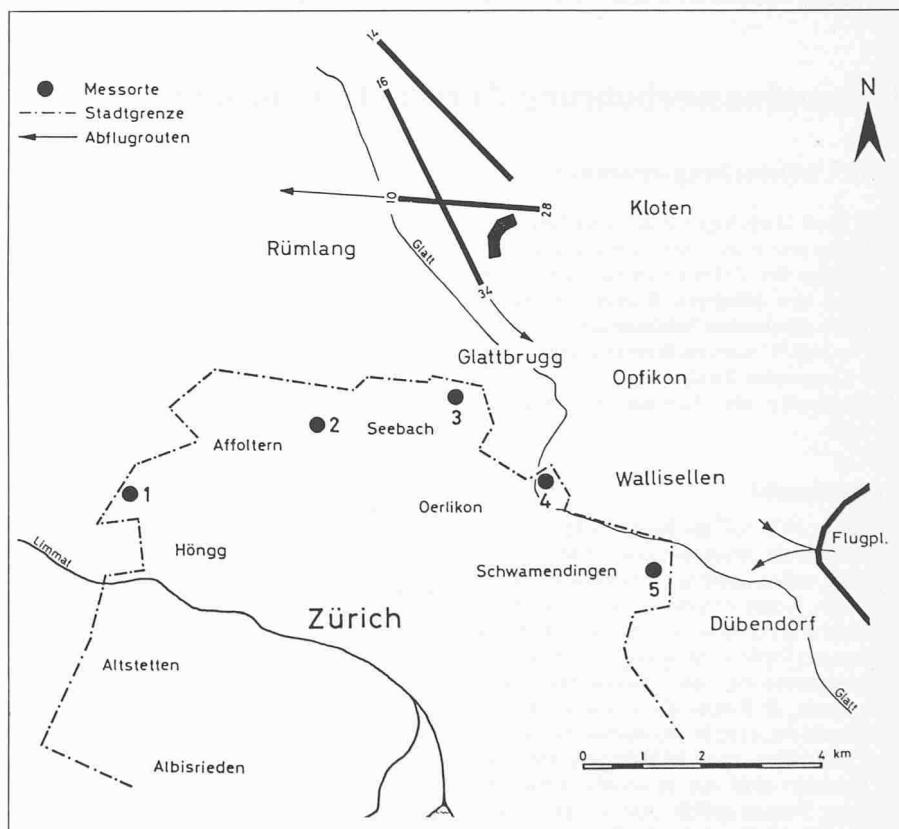 14
16
N
Messorte
Stadtgrenze
Abflugrouten
10
28
Kloten
Rümlang
Glatt
34
Glattbrugg
Opfikon
3
2
Seebach
Affoltern
Wallisellen
1
4
Oerlikon
Flugpl.
Limmat
Höngg
Schwamendingen
5
Zürich
Dübendorf
Altstetten
Glatt
0 1 2 4 km
Albisrieden